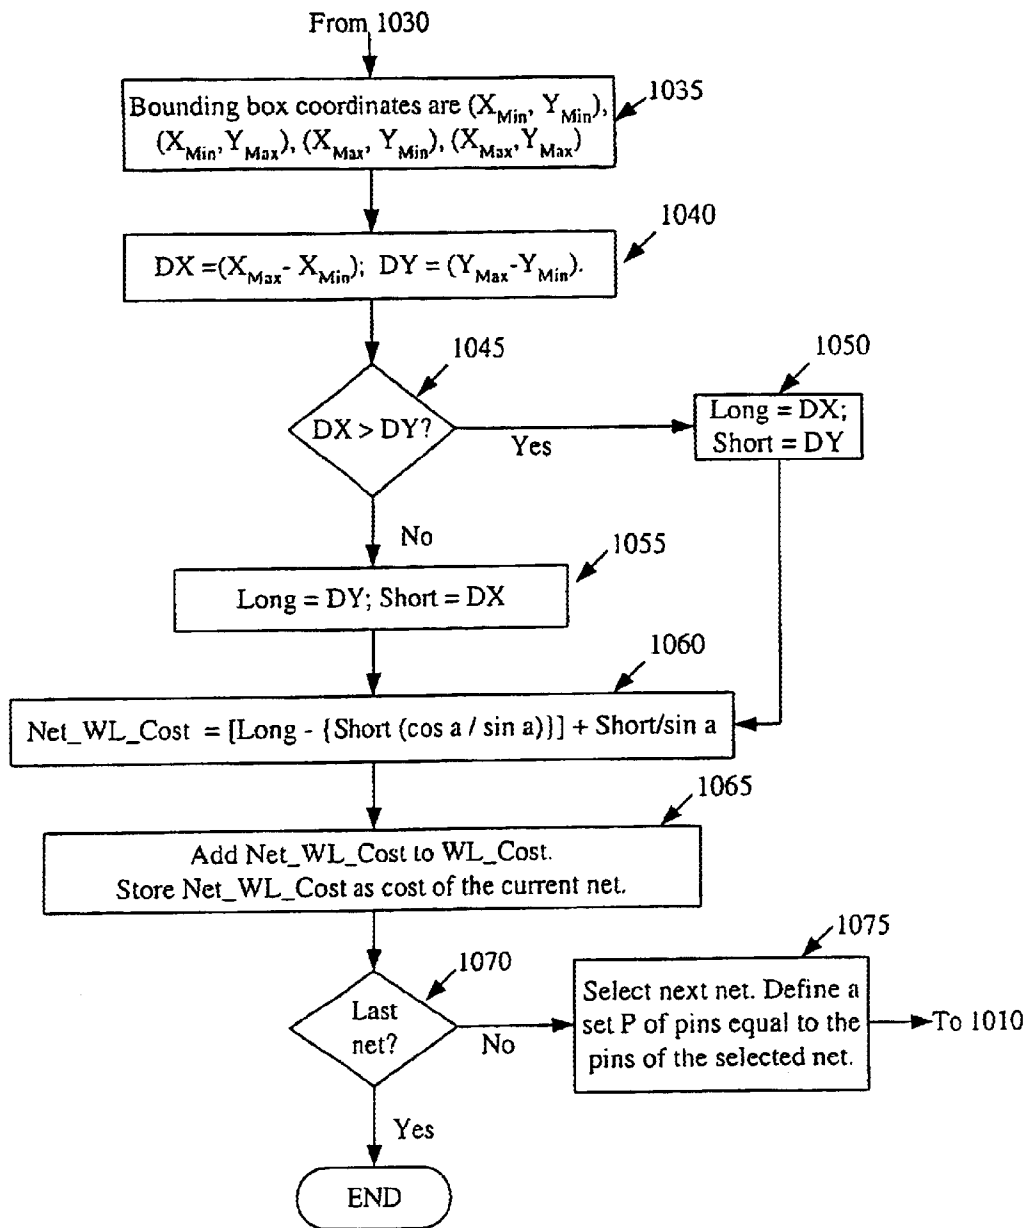 From 1030
1035
Bounding box coordinates are (X_Min, Y_Min),
(X_Min,Y_Max), (X_Max, Y_Min), (X_Max,Y_Max)
1040
DX =(X_Max- X_Min); DY = (Y_Max-Y_Min).
1045
DX > DY?
Yes
1050
Long = DX;
Short = DY
No
1055
Long = DY; Short = DX
1060
Net_WL_Cost = [Long - {Short (cos a / sin a)}] + Short/sin a
1065
Add Net_WL_Cost to WL_Cost.
Store Net_WL_Cost as cost of the current net.
1070
Last
net?
No
1075
Select next net. Define a
set P of pins equal to the
pins of the selected net.
To 1010
Yes
END